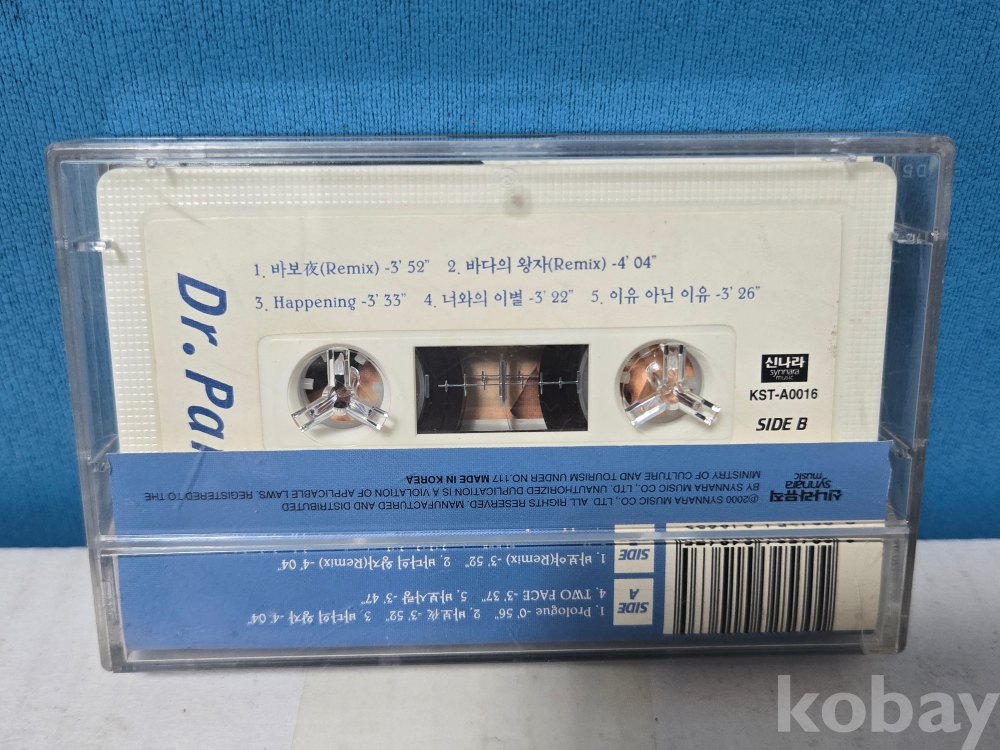 1. 바보夜(Remix) -3' 52" 2. 바다의 왕자(Remix) -4' 04"
3. Happening -3' 33" 4. 너와의 이별 -3' 22" 5. 이유 아닌 이유 -3' 26"
Dr. Pa
신나라
synnara
music
KST-A0016
SIDE B
신나라뮤직
synnara
music
℗2000 SYNNARA MUSIC CO., LTD. ALL RIGHTS RESERVED. MANUFACTURED AND DISTRIBUTED
BY SYNNARA MUSIC CO., LTD. UNAUTHORIZED DUPLICATION IS A VIOLATION OF APPLICABLE LAWS. REGISTERED TO THE
MINISTRY OF CULTURE AND TOURISM UNDER NO.117 MADE IN KOREA
SIDE A
1. Prologue -0' 56" 2. 바보夜 -3' 52" 3. 바다의 왕자 -4' 04"
4. TWO FACE -3' 37" 5. 바보사랑 -3' 47"
SIDE
1. 바보야(Remix) -3' 52" 2. 바다의 왕자(Remix) -4' 04"
kobay